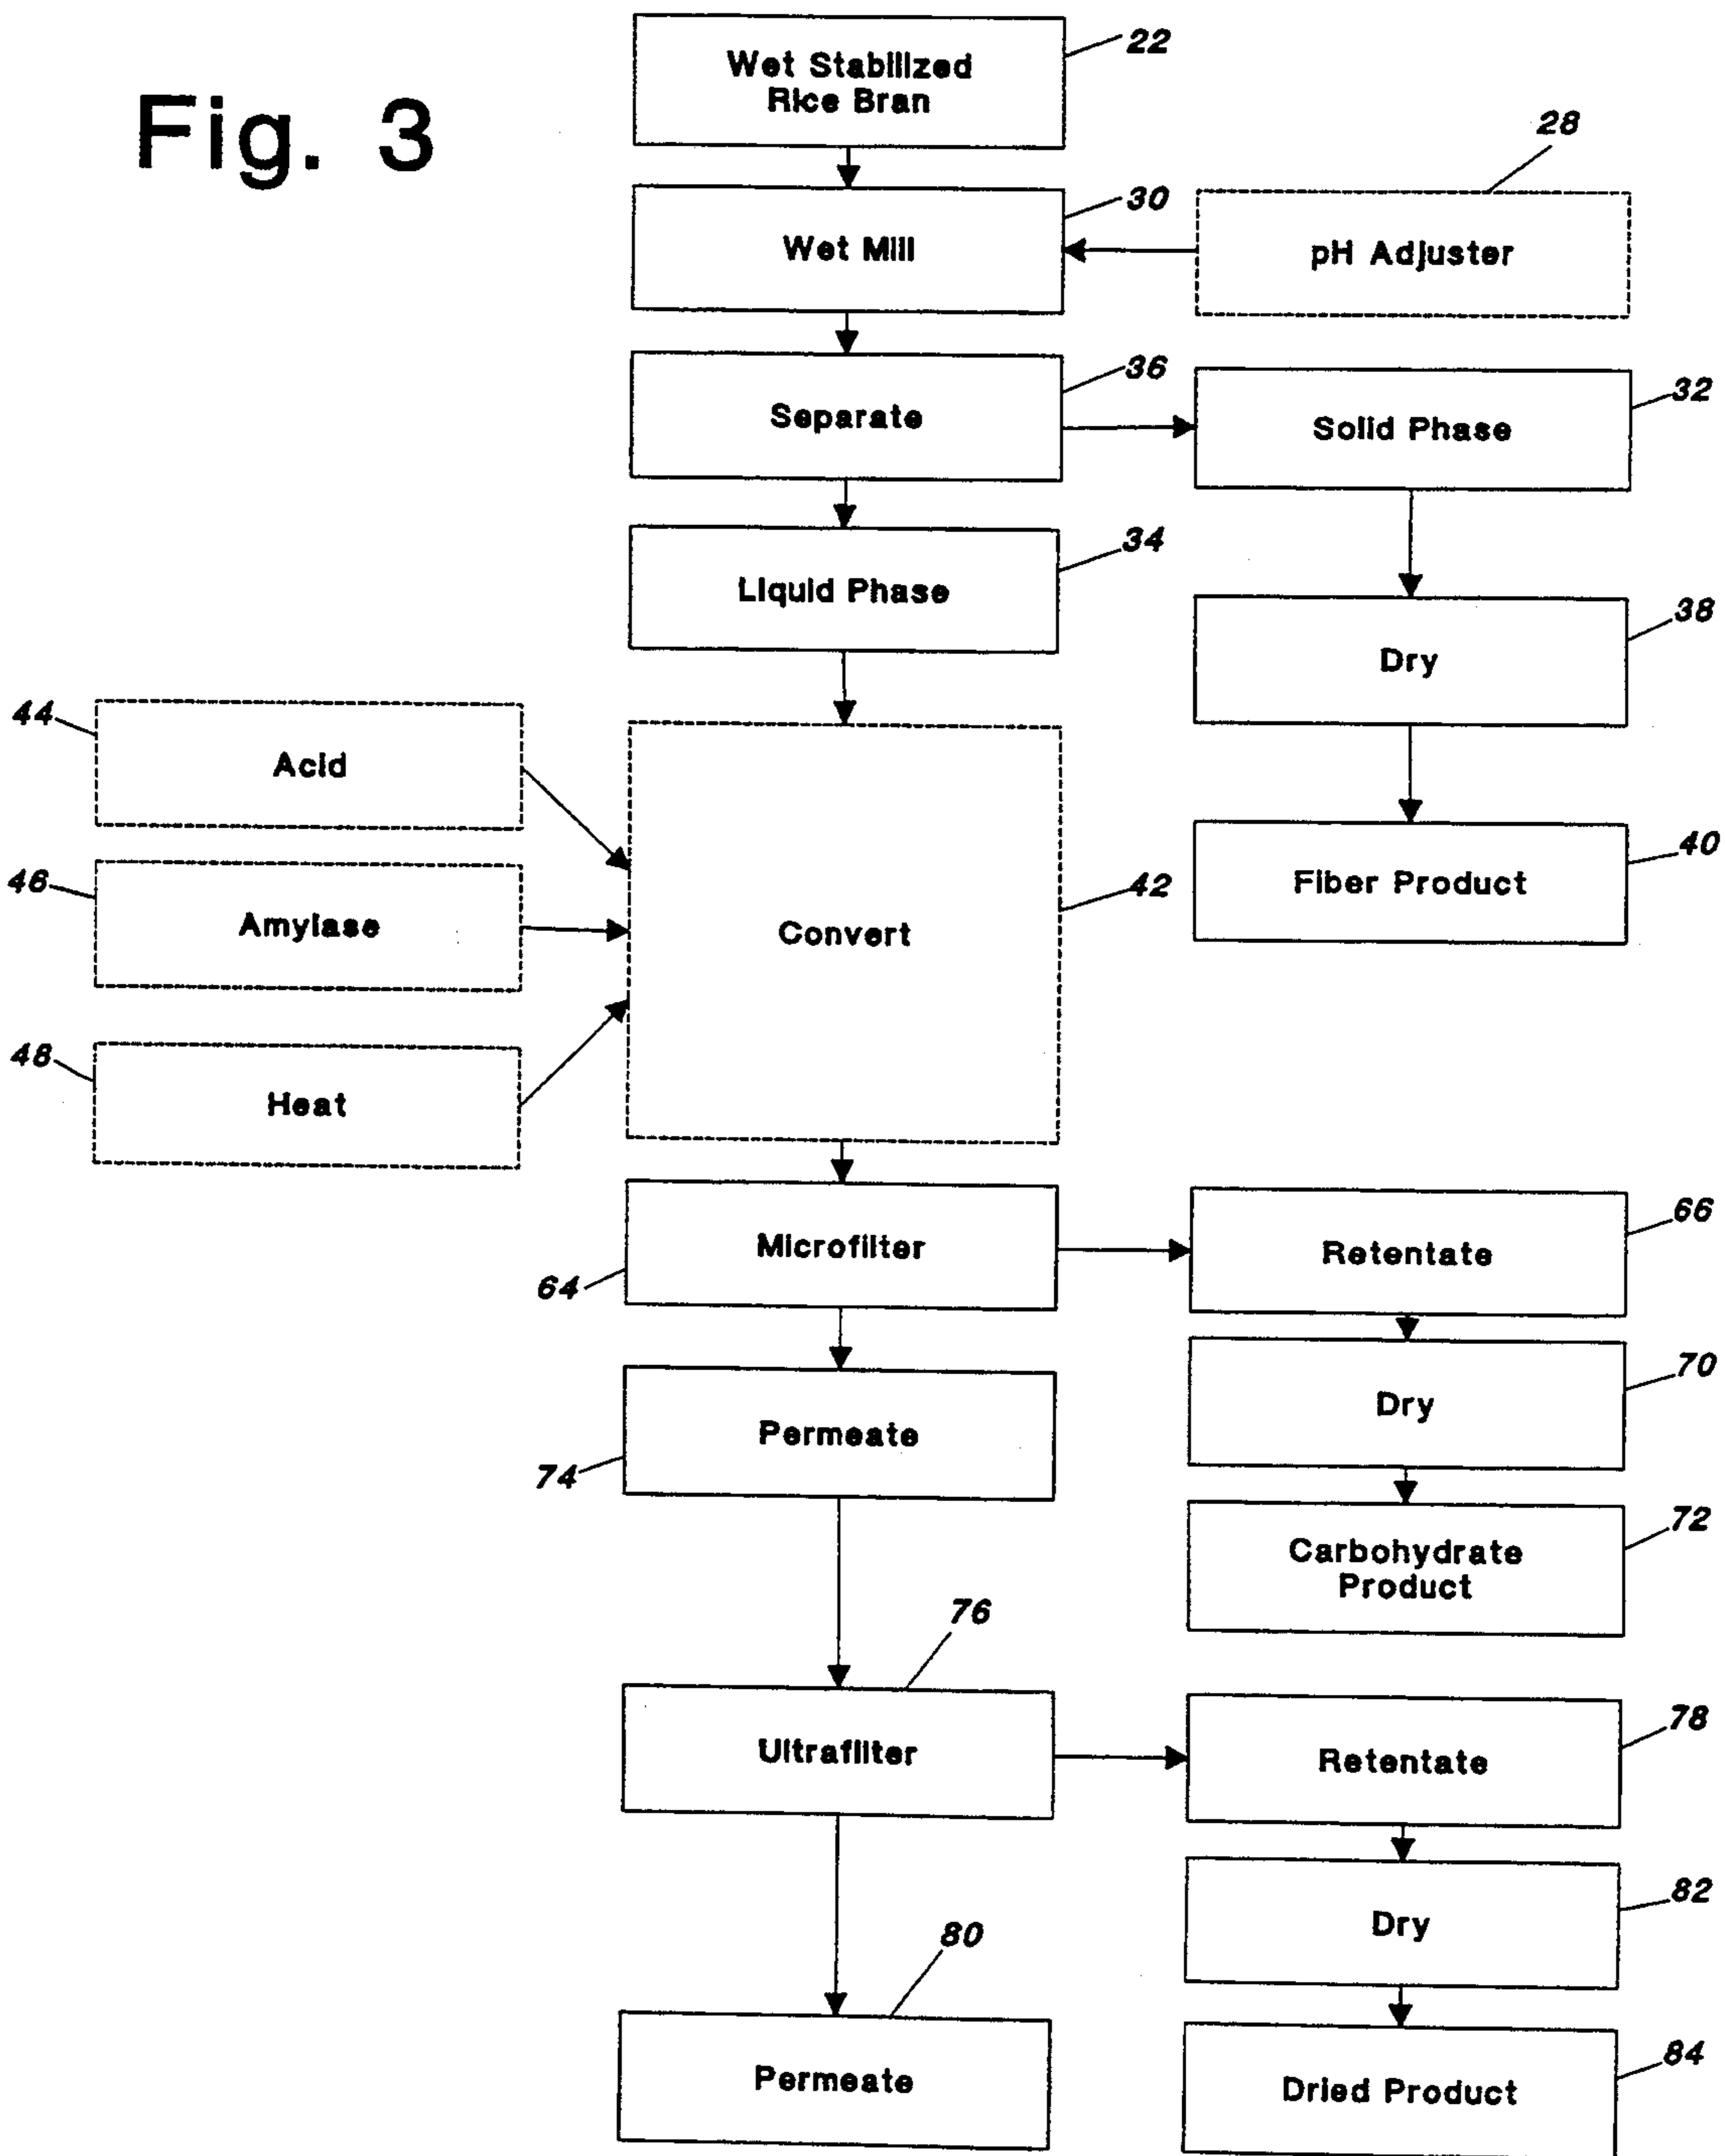 Fig. 3
Wet Stabilized
Rice Bran
22
Wet Mill
30
pH Adjuster
28
Separate
36
Solid Phase
32
Liquid Phase
34
Dry
38
Acid
44
Amylase
46
Heat
48
Convert
42
Fiber Product
40
Microfilter
64
Retentate
66
Permeate
74
Dry
70
Carbohydrate
Product
72
Ultrafilter
76
Retentate
78
Dry
82
Permeate
80
Dried Product
84